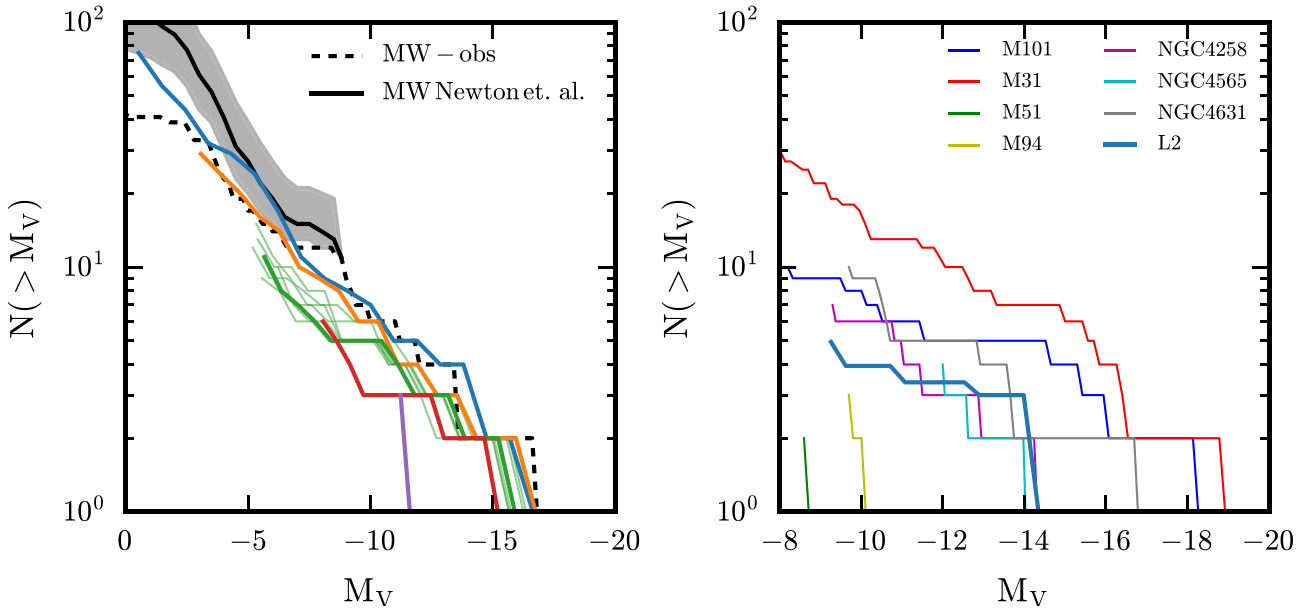 10²
10¹
10⁰
N(> M_V)
MW − obs
MW Newton et. al.
0 −5 −10 −15 −20
M_V
10²
10¹
10⁰
N(> M_V)
M101 NGC4258
M31 NGC4565
M51 NGC4631
M94 L2
−8 −10 −12 −14 −16 −18 −20
M_V